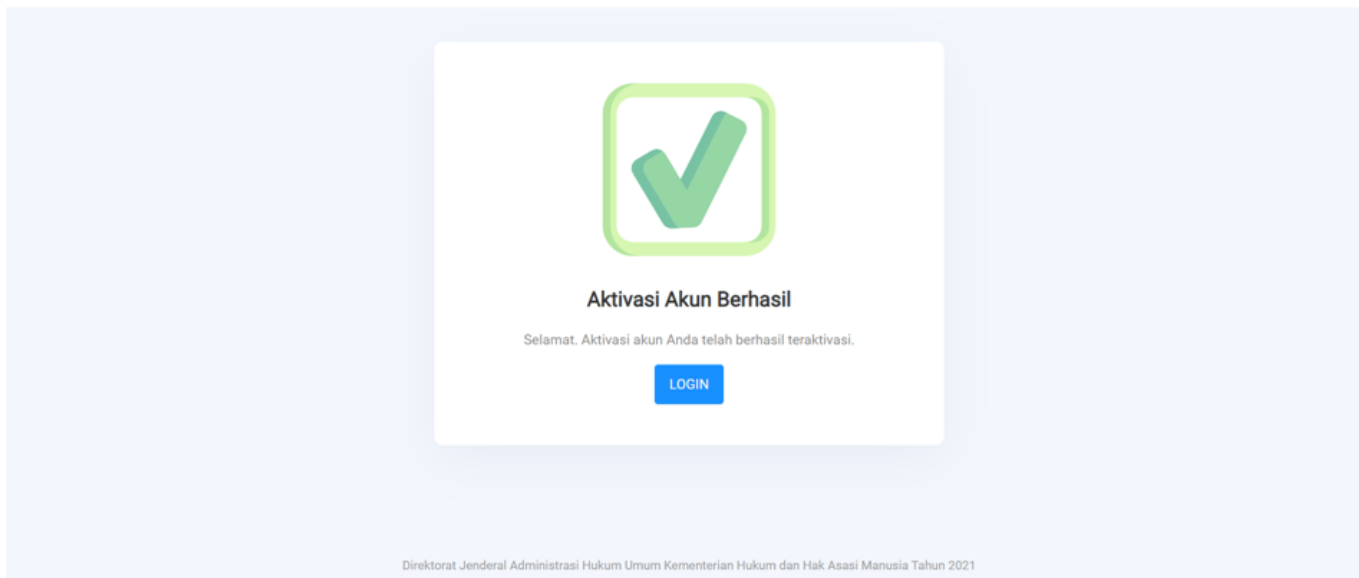 Aktivasi Akun Berhasil
Selamat. Aktivasi akun Anda telah berhasil teraktivasi.
LOGIN
Direktorat Jenderal Administrasi Hukum Umum Kementerian Hukum dan Hak Asasi Manusia Tahun 2021